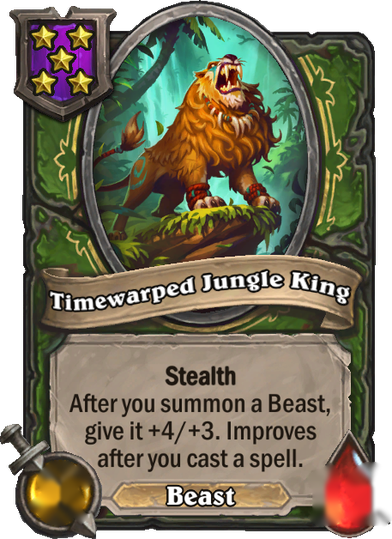 Timewarped Jungle King
Stealth
After you summon a Beast,
give it +4/+3. Improves
after you cast a spell.
Beast